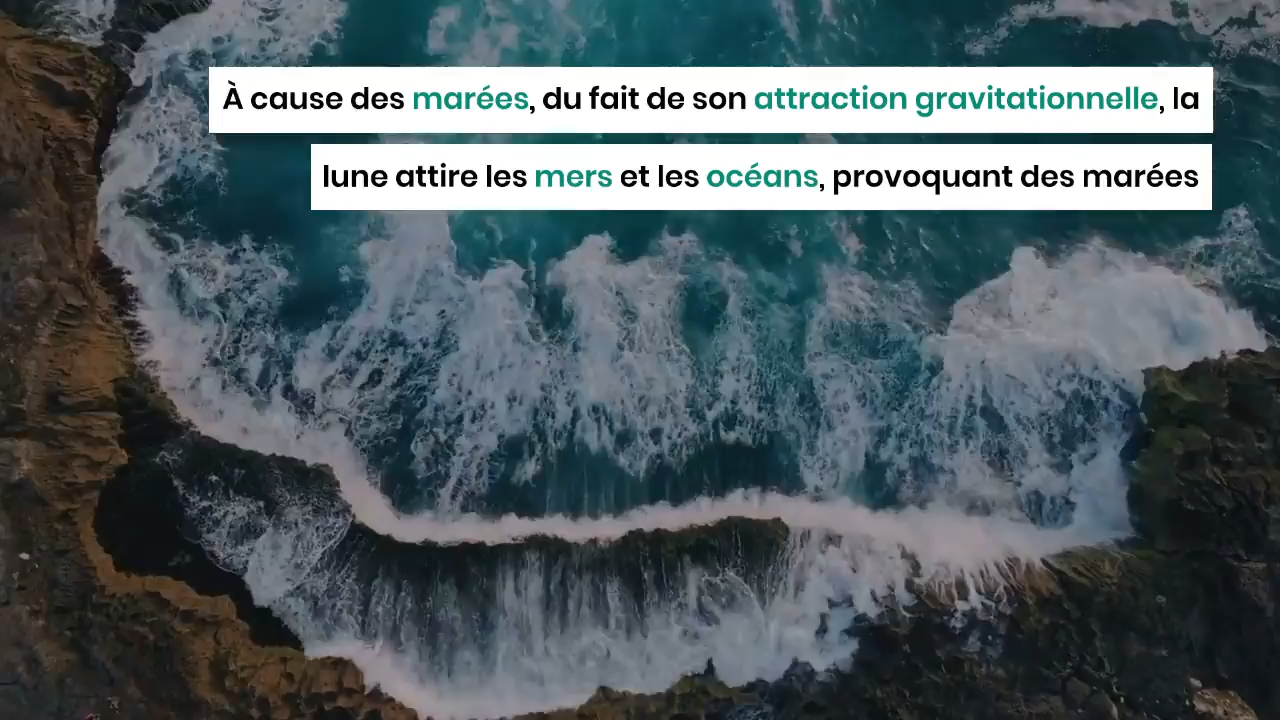 À cause des marées, du fait de son attraction gravitationnelle, la
lune attire les mers et les océans, provoquant des marées